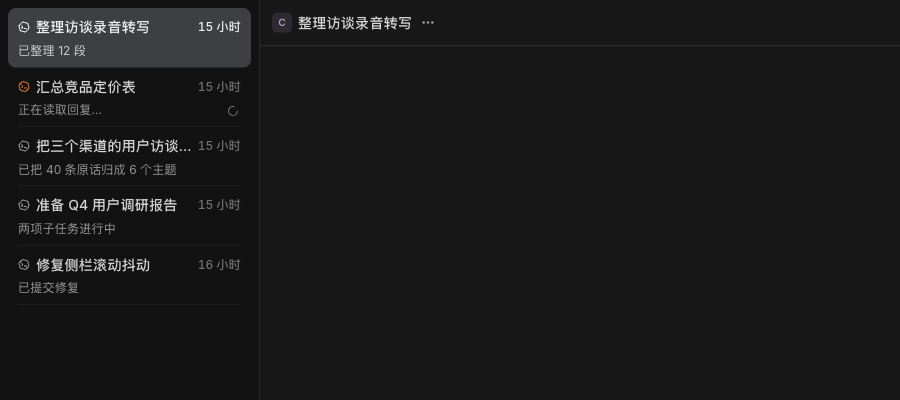 整理访谈录音转写 15 小时
已整理 12 段
汇总竞品定价表 15 小时
正在读取回复...
把三个渠道的用户访谈... 15 小时
已把 40 条原话归成 6 个主题
准备 Q4 用户调研报告 15 小时
两项子任务进行中
修复侧栏滚动抖动 16 小时
已提交修复
C 整理访谈录音转写